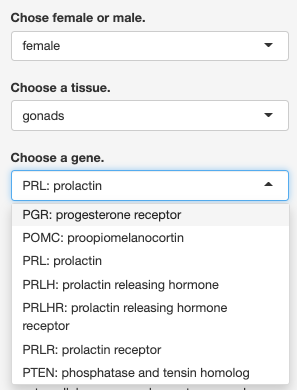 Chose female or male.
female
Choose a tissue.
gonads
Choose a gene.
PRL: prolactin
PGR: progesterone receptor
POMC: proopiomelanocortin
PRL: prolactin
PRLH: prolactin releasing hormone
PRLHR: prolactin releasing hormone
receptor
PRLR: prolactin receptor
PTEN: phosphatase and tensin homolog